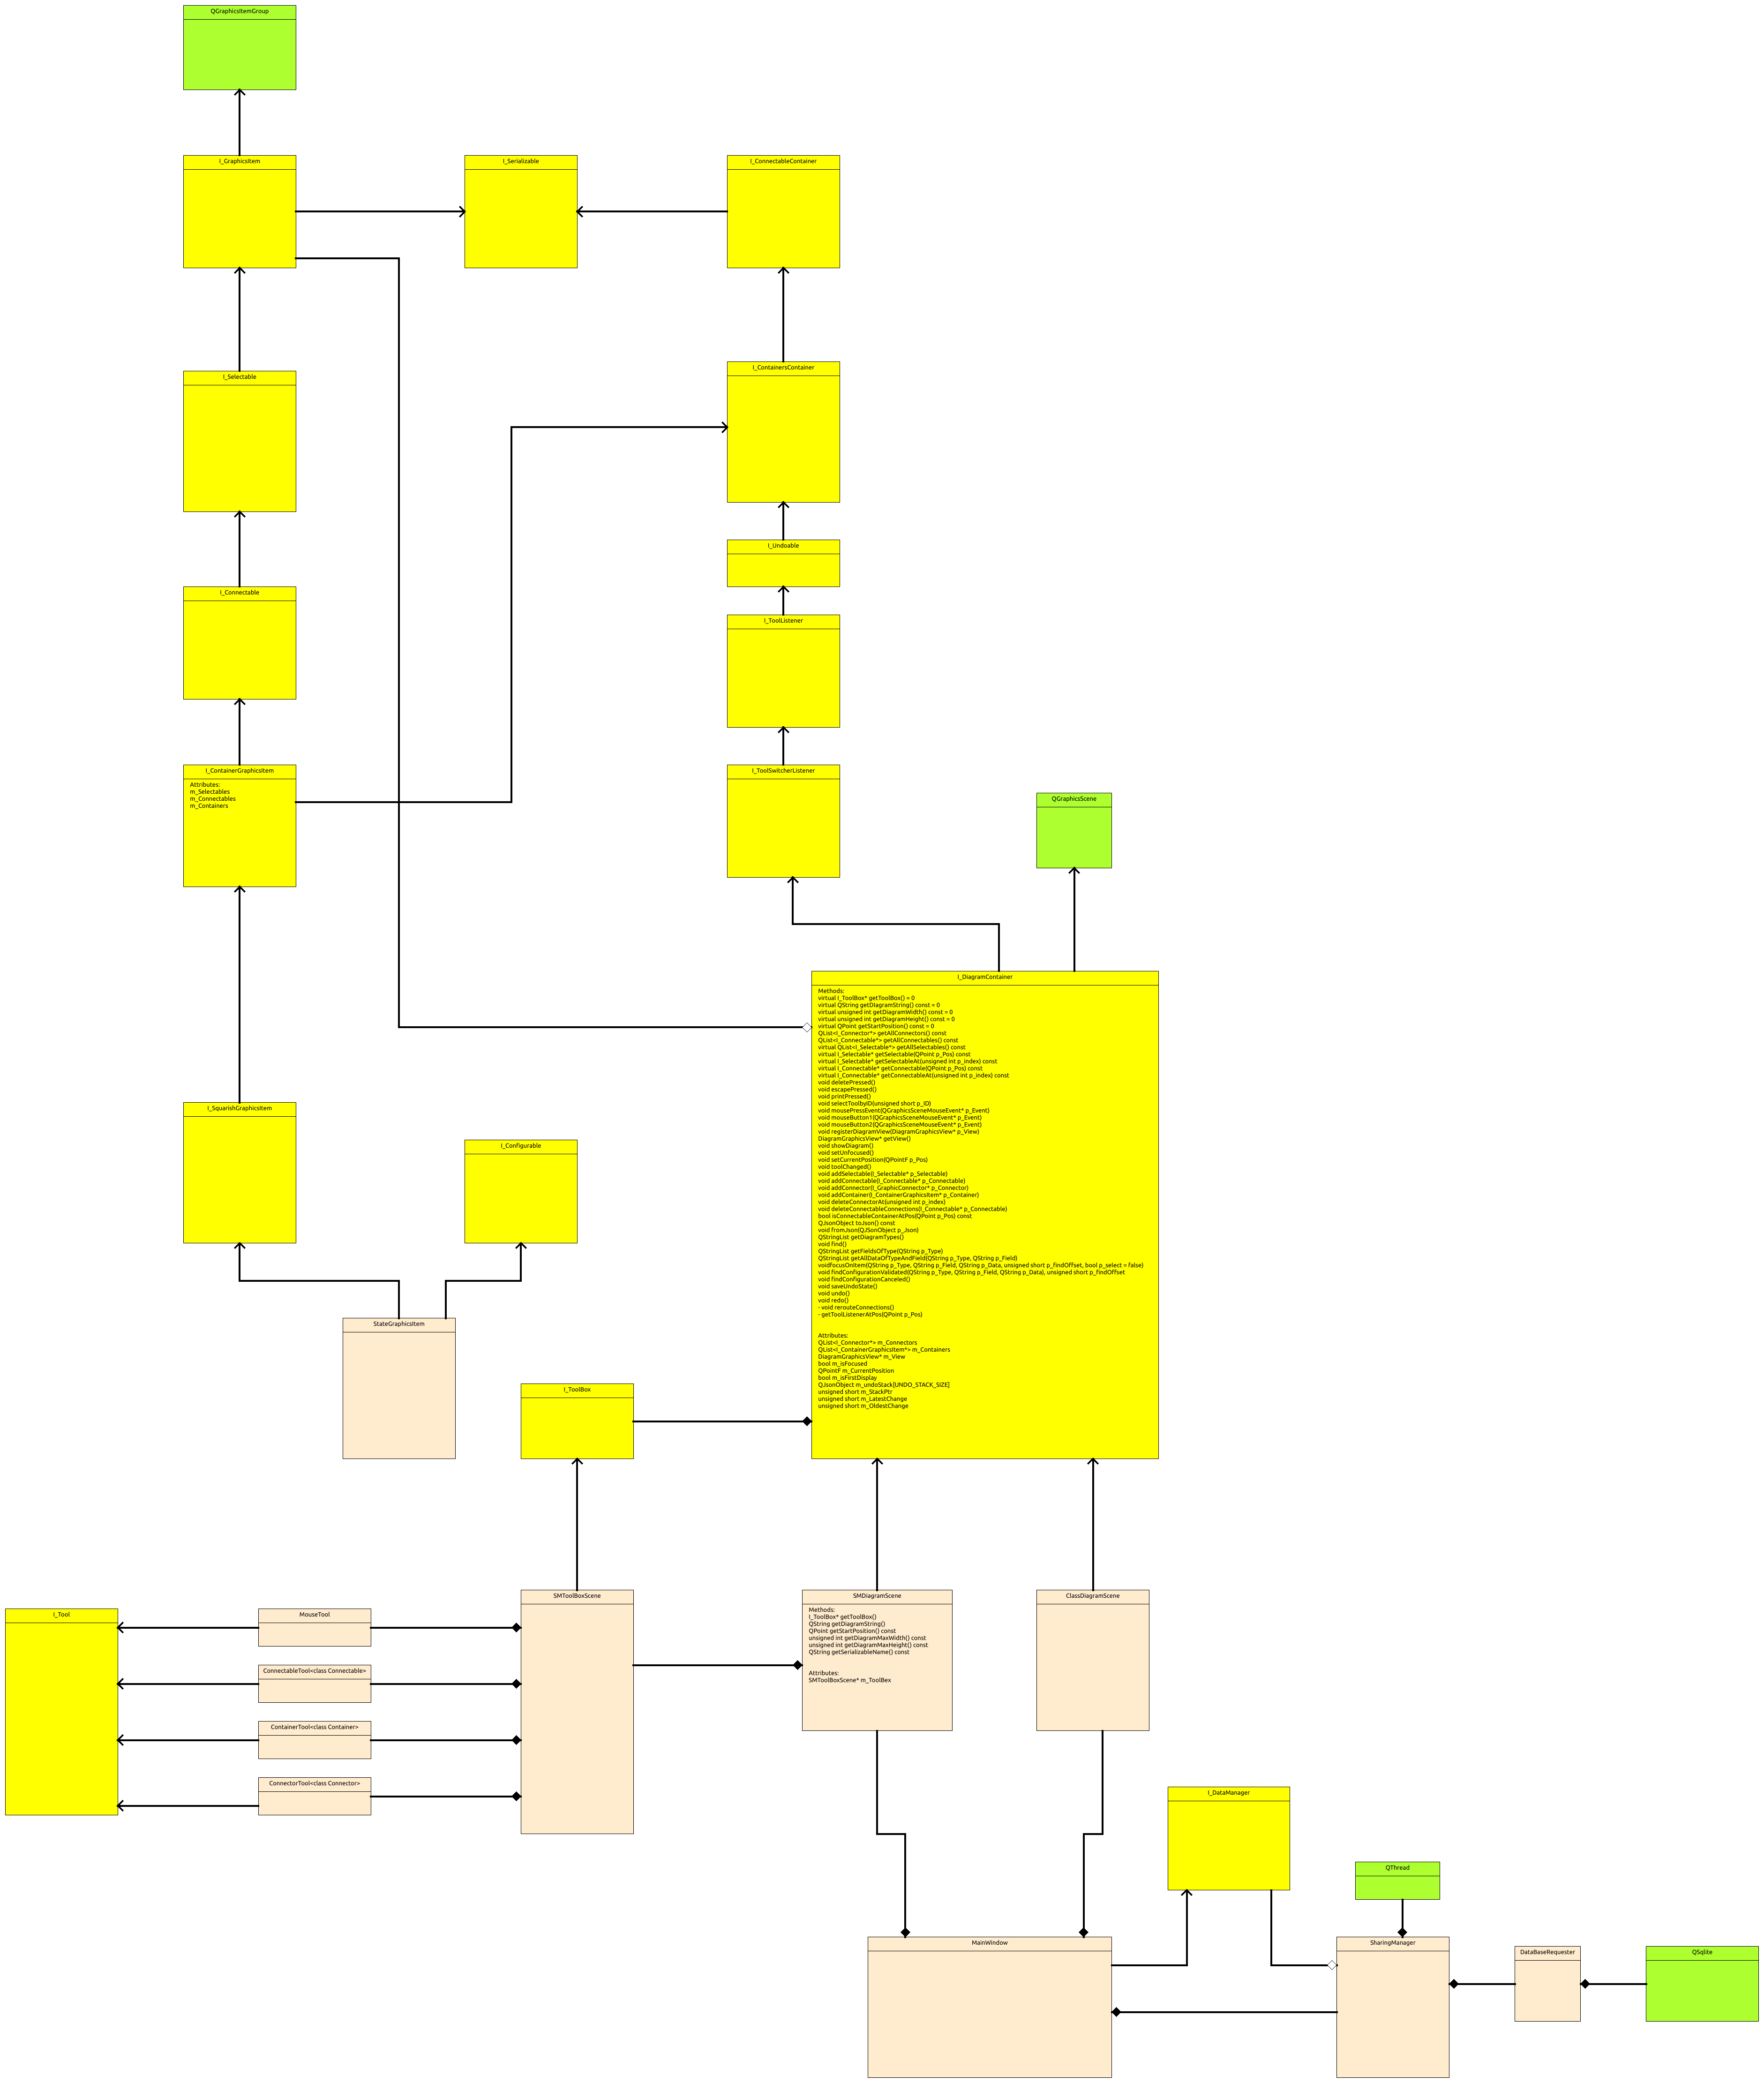 QGraphicsItemGroup
I_GraphicsItem
I_Serializable
I_ConnectableContainer
I_Selectable
I_ContainersContainer
I_Undoable
I_Connectable
I_ToolListener
I_ContainerGraphicsItem
Attributes:
m_Selectables
m_Connectables
m_Containers
I_ToolSwitcherListener
QGraphicsScene
I_DiagramContainer
Methods:
virtual I_ToolBox* getToolBox() = 0
virtual QString getDIagramString() const = 0
virtual unsigned int getDiagramWidth() const = 0
virtual unsigned int getDiagramHeight() const = 0
virtual QPoint getStartPosition() const = 0
QList<I_Connector*> getAllConnectors() const
QList<I_Connectable*> getAllConnectables() const
virtual QList<I_Selectable*> getAllSelectables() const
virtual I_Selectable* getSelectable(QPoint p_Pos) const
virtual I_Selectable* getSelectableAt(unsigned int p_index) const
virtual I_Connectable* getConnectable(QPoint p_Pos) const
virtual I_Connectable* getConnectableAt(unsigned int p_index) const
void deletePressed()
void escapePressed()
void printPressed()
void selectToolbyID(unsigned short p_ID)
void mousePressEvent(QGraphicsSceneMouseEvent* p_Event)
void mouseButton1(QGraphicsSceneMouseEvent* p_Event)
void mouseButton2(QGraphicsSceneMouseEvent* p_Event)
void registerDiagramView(DiagramGraphicsView* p_View)
DiagramGraphicsView* getView()
void showDiagram()
void setUnfocused()
void setCurrentPosition(QPointF p_Pos)
void toolChanged()
void addSelectable(I_Selectable* p_Selectable)
void addConnectable(I_Connectable* p_Connectable)
void addConnector(I_GraphicConnector* p_Connector)
void addContainer(I_ContainerGraphicsItem* p_Container)
void deleteConnectorAt(unsigned int p_index)
void deleteConnectableConnections(I_Connectable* p_Connectable)
bool isConnectableContainerAtPos(QPoint p_Pos) const
QJsonObject toJson() const
void fromJson(QJSonObject p_Json)
QStringList getDiagramTypes()
void find()
QStringList getFieldsOfType(QString p_Type)
QStringList getAllDataOfTypeAndField(QString p_Type, QString p_Field)
voidfocusOnItem(QString p_Type, QString p_Field, QString p_Data, unsigned short p_findOffset, bool p_select = false)
void findConfigurationValidated(QString p_Type, QString p_Field, QString p_Data), unsigned short p_findOffset
void findConfigurationCanceled()
void saveUndoState()
void undo()
void redo()
- void rerouteConnections()
- getToolListenerAtPos(QPoint p_Pos)
Attributes:
QList<I_Connector*> m_Connectors
QList<I_ContainerGraphicsItem*> m_Containers
DiagramGraphicsView* m_View
bool m_isFocused
QPointF m_CurrentPosition
bool m_isFirstDisplay
QJsonObject m_undoStack[UNDO_STACK_SIZE]
unsigned short m_StackPtr
unsigned short m_LatestChange
unsigned short m_OldestChange
I_SquarishGraphicsItem
I_Configurable
StateGraphicsItem
I_ToolBox
SMToolBoxScene
SMDiagramScene
Methods:
I_ToolBox* getToolBox()
QString getDiagramString()
QPoint getStartPosition() const
unsigned int getDiagramMaxWidth() const
unsigned int getDiagramMaxHeight() const
QString getSerializableName() const
Attributes:
SMToolBoxScene* m_ToolBex
ClassDiagramScene
I_Tool
MouseTool
ConnectableTool<class Connectable>
ContainerTool<class Container>
ConnectorTool<class Connector>
I_DataManager
QThread
MainWindow
SharingManager
DataBaseRequester
QSqlite